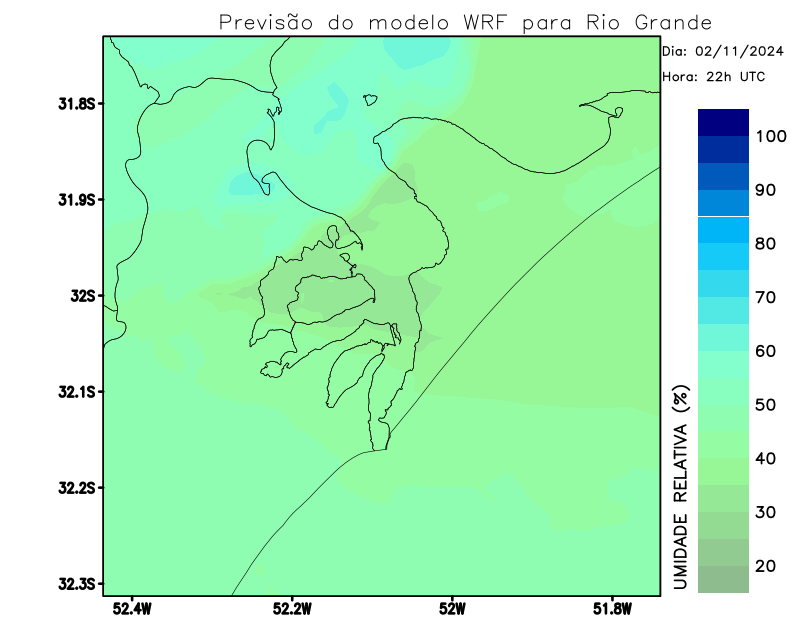 Previsão do modelo WRF para Rio Grande
Dia: 02/11/2024
Hora: 22h UTC
31.8S
31.9S
32S
32.1S
32.2S
32.3S
52.4W
52.2W
52W
51.8W
UMIDADE RELATIVA (%)
100
90
80
70
60
50
40
30
20